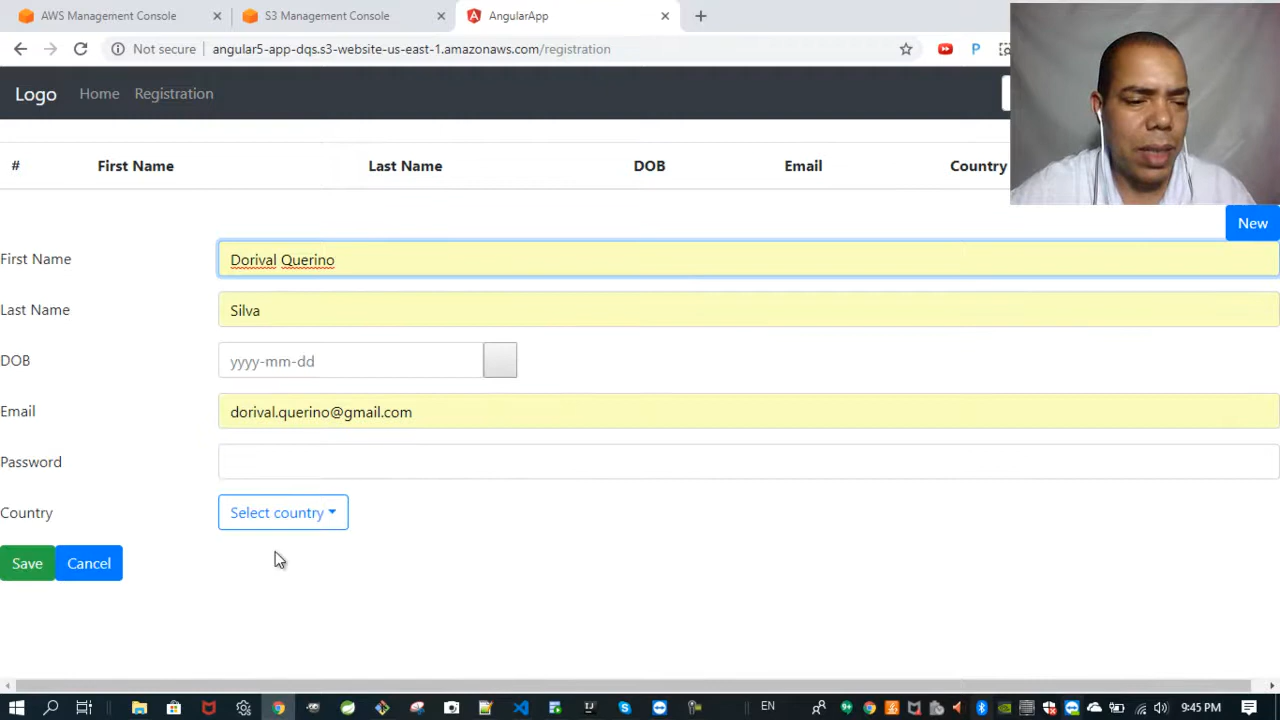 AWS Management Console
S3 Management Console
AngularApp
Not secure
angular5-app-dqs.s3-website-us-east-1.amazonaws.com/registration
Logo
Home
Registration
#
First Name
Last Name
DOB
Email
Country
New
First Name
Dorival Querino
Last Name
Silva
DOB
yyyy-mm-dd
Email
dorival.querino@gmail.com
Password
Country
Select country
Save
Cancel
EN
9:45 PM